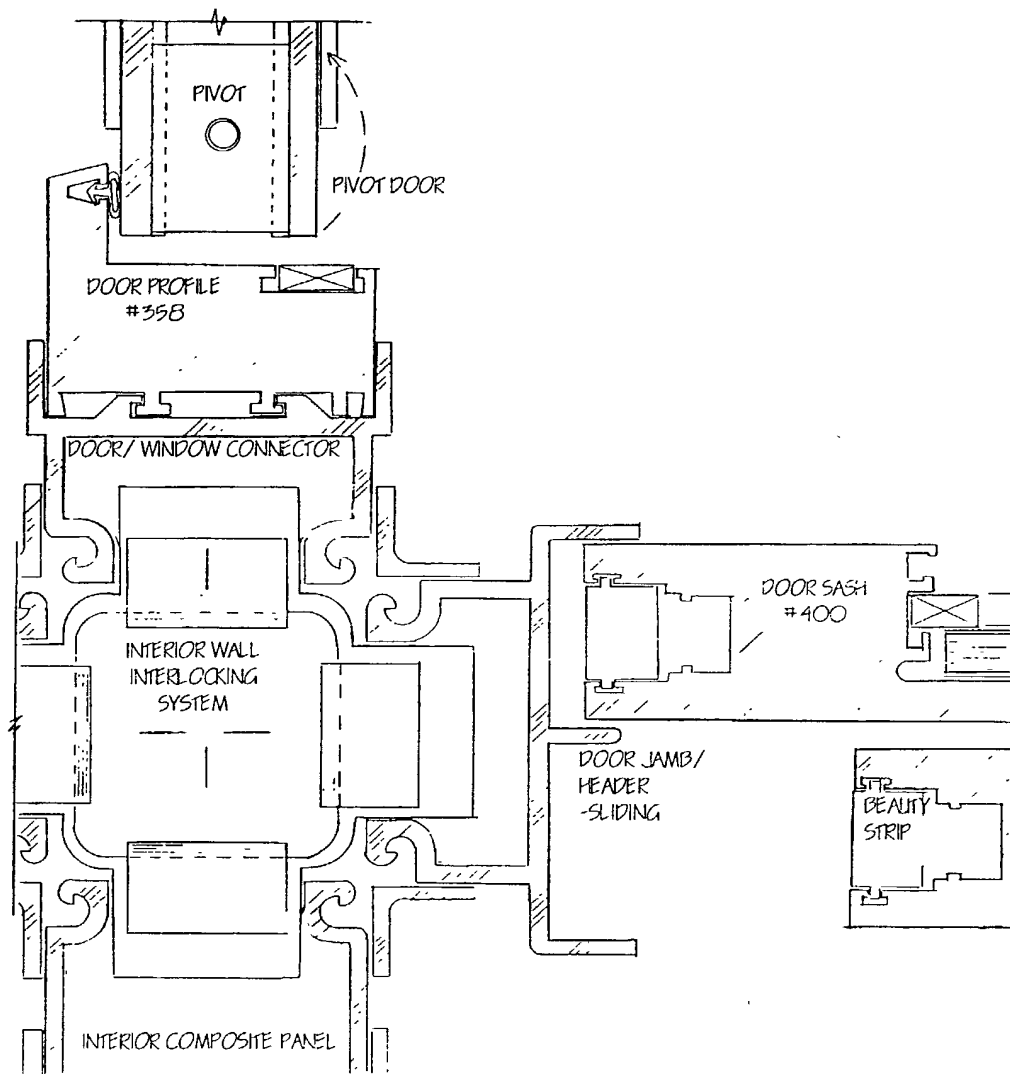 PIVOT
PIVOT DOOR
DOOR PROFILE
#358
DOOR/ WINDOW CONNECTOR
DOOR SASH
#400
INTERIOR WALL
INTERLOCKING
SYSTEM
DOOR JAMB/
HEADER
-SLIDING
BEAUTY
STRIP
INTERIOR COMPOSITE PANEL